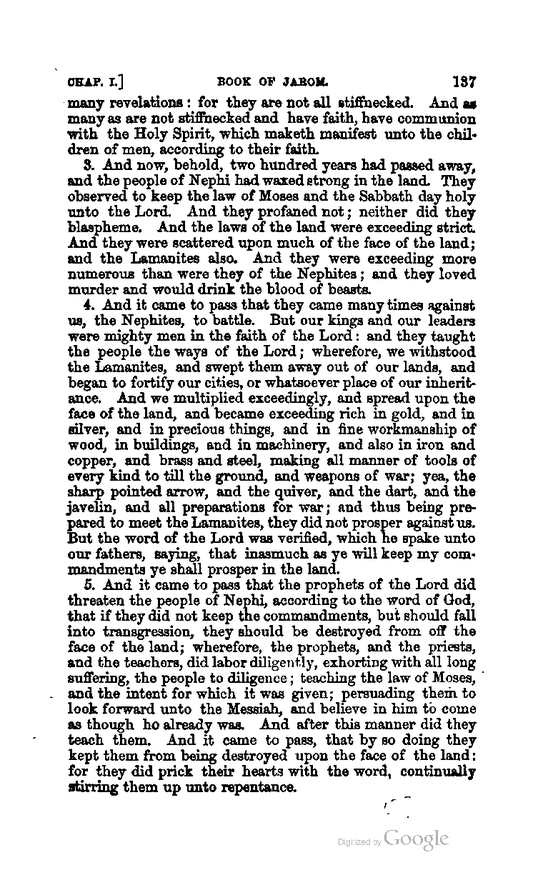 CHAP. I.] BOOK OF JAROM. 137
many revelations: for they are not all stiffnecked. And as
many as are not stiffnecked and have faith, have communion
with the Holy Spirit, which maketh manifest unto the chil-
dren of men, according to their faith.
3. And now, behold, two hundred years had passed away,
and the people of Nephi had waxed strong in the land. They
observed to keep the law of Moses and the Sabbath day holy
unto the Lord. And they profaned not; neither did they
blaspheme. And the laws of the land were exceeding strict.
And they were scattered upon much of the face of the land;
and the Lamanites also. And they were exceeding more
numerous than were they of the Nephites; and they loved
murder and would drink the blood of beasts.
4. And it came to pass that they came many times against
us, the Nephites, to battle. But our kings and our leaders
were mighty men in the faith of the Lord: and they taught
the people the ways of the Lord; wherefore, we withstood
the Lamanites, and swept them away out of our lands, and
began to fortify our cities, or whatsoever place of our inherit-
ance. And we multiplied exceedingly, and spread upon the
face of the land, and became exceeding rich in gold, and in
silver, and in precious things, and in fine workmanship of
wood, in buildings, and in machinery, and also in iron and
copper, and brass and steel, making all manner of tools of
every kind to till the ground, and weapons of war; yea, the
sharp pointed arrow, and the quiver, and the dart, and the
javelin, and all preparations for war; and thus being pre-
pared to meet the Lamanites, they did not prosper against us.
But the word of the Lord was verified, which he spake unto
our fathers, saying, that inasmuch as ye will keep my com-
mandments ye shall prosper in the land.
5. And it came to pass that the prophets of the Lord did
threaten the people of Nephi, according to the word of God,
that if they did not keep the commandments, but should fall
into transgression, they should be destroyed from off the
face of the land; wherefore, the prophets, and the priests,
and the teachers, did labor diligently, exhorting with all long
suffering, the people to diligence; teaching the law of Moses,
and the intent for which it was given; persuading them to
look forward unto the Messiah, and believe in him to come
as though he already was. And after this manner did they
teach them. And it came to pass, that by so doing they
kept them from being destroyed upon the face of the land:
for they did prick their hearts with the word, continually
stirring them up unto repentance.
Digitized by Google